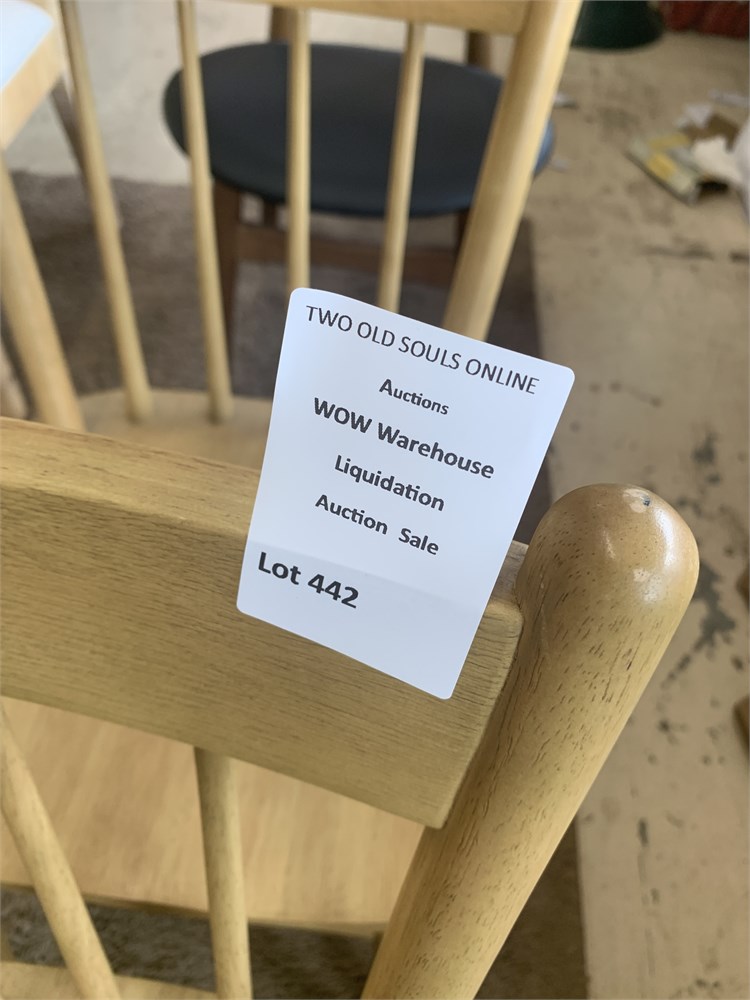 TWO OLD SOULS ONLINE
Auctions
WOW Warehouse
Liquidation
Auction Sale
Lot 442